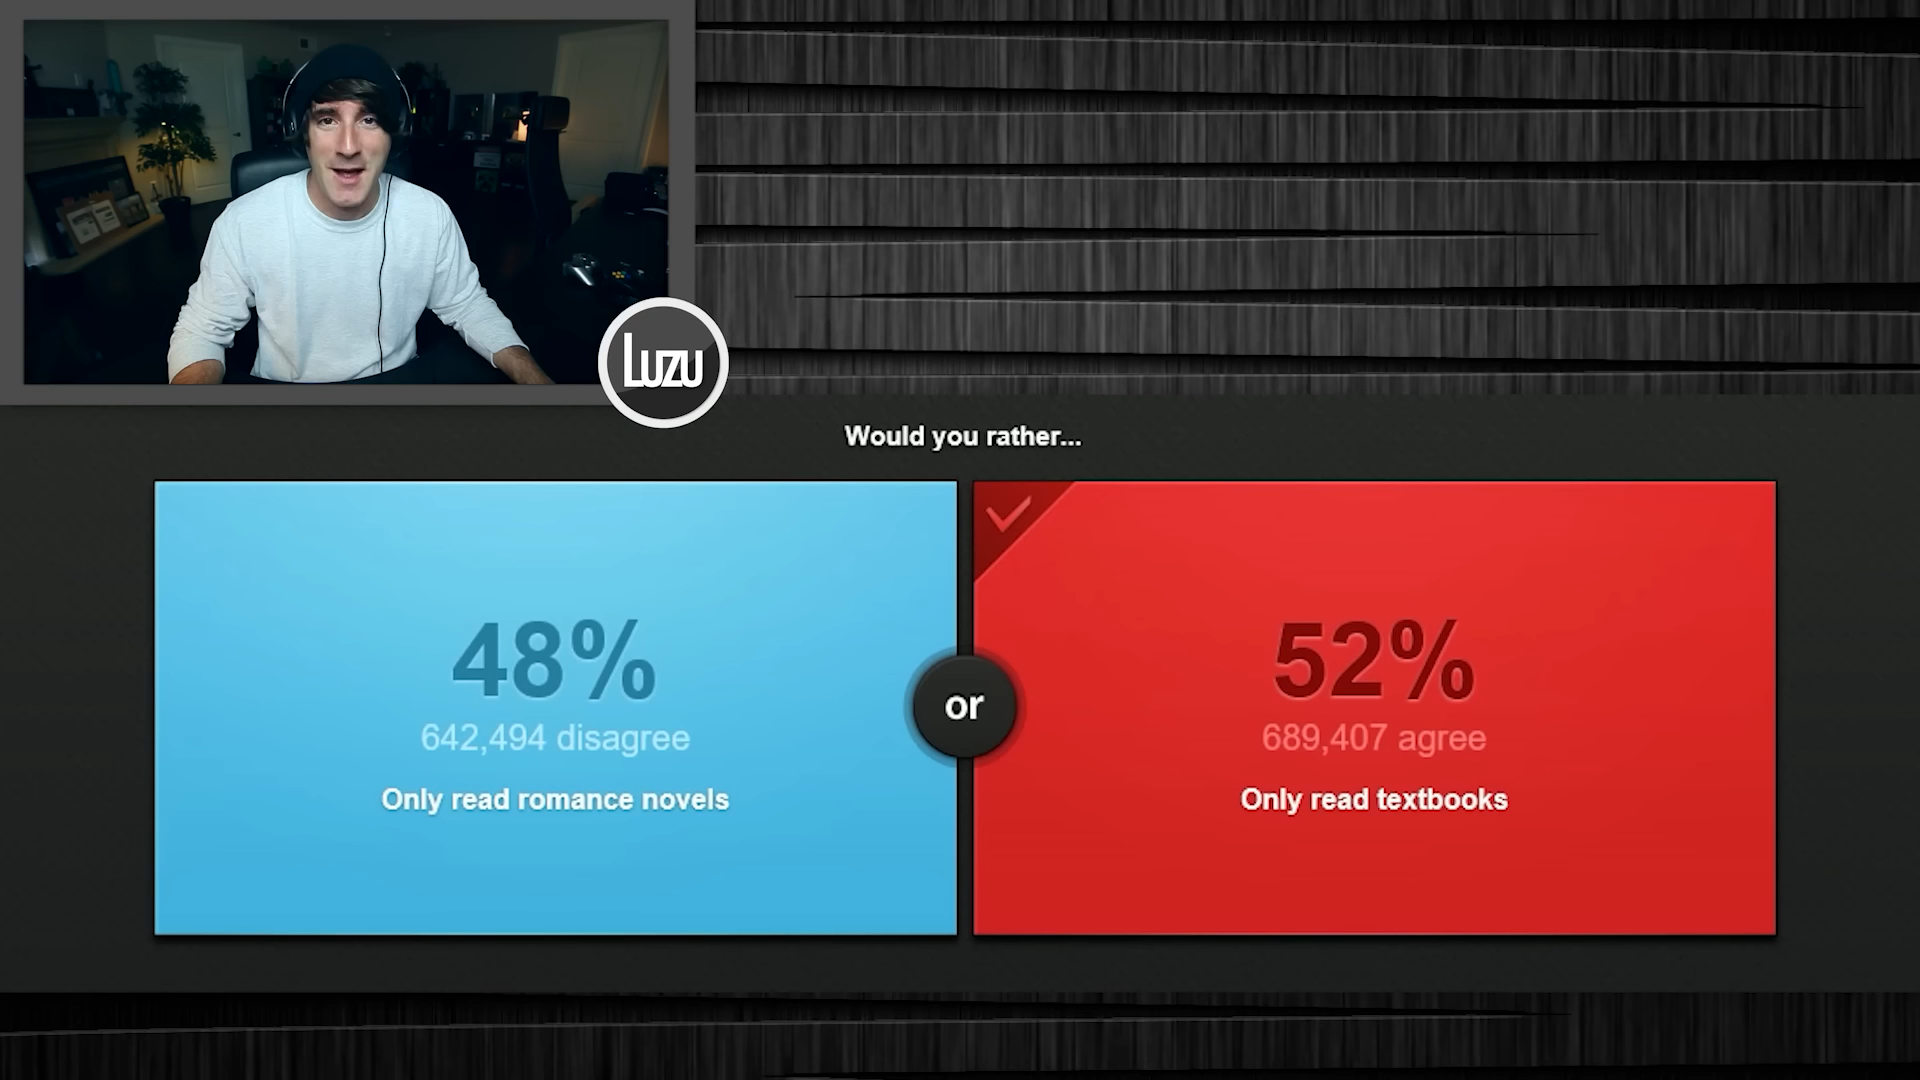 Luzu
Would you rather...
48%
642,494 disagree
Only read romance novels
or
52%
689,407 agree
Only read textbooks